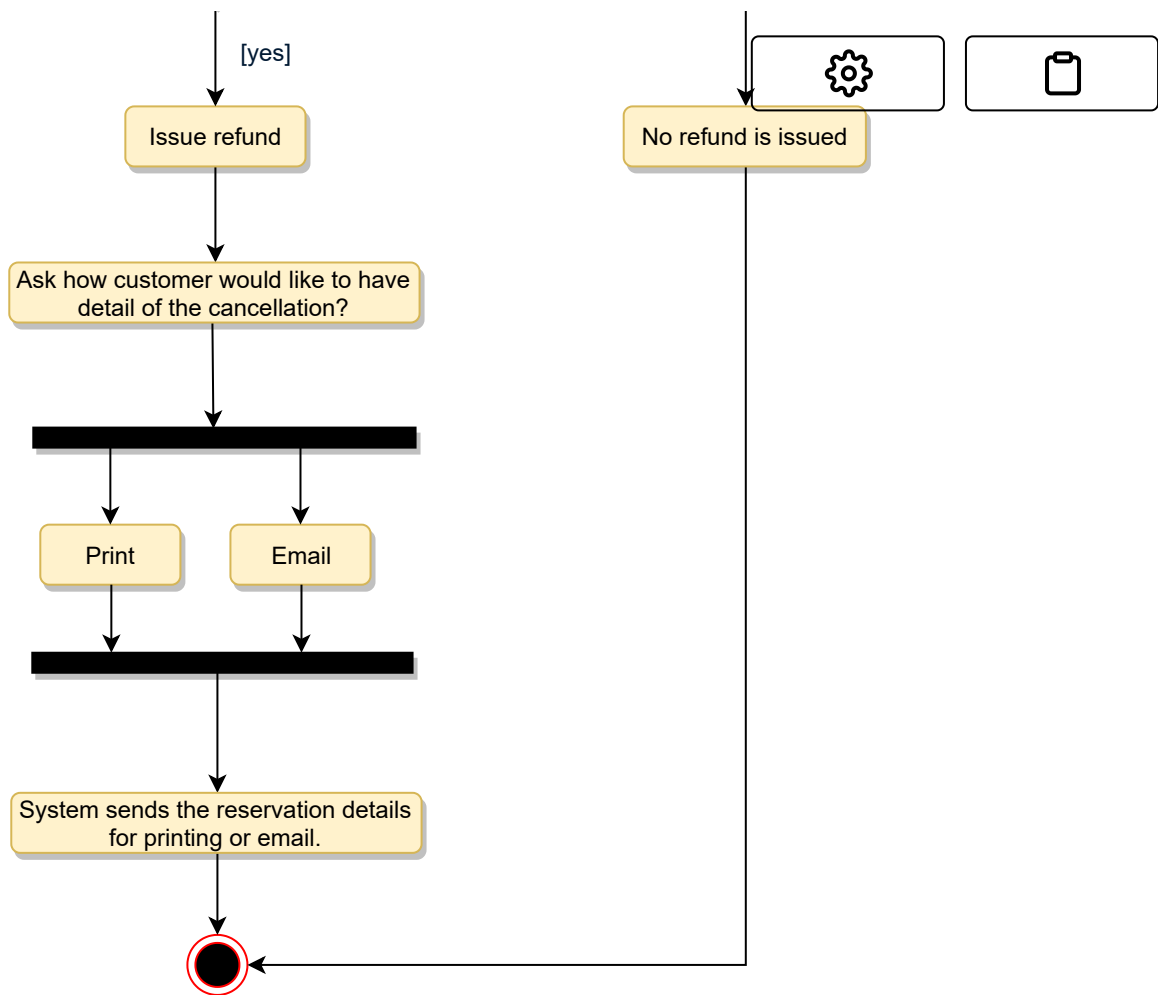 [yes]
Issue refund
No refund is issued
Ask how customer would like to have
detail of the cancellation?
Print
Email
System sends the reservation details
for printing or email.